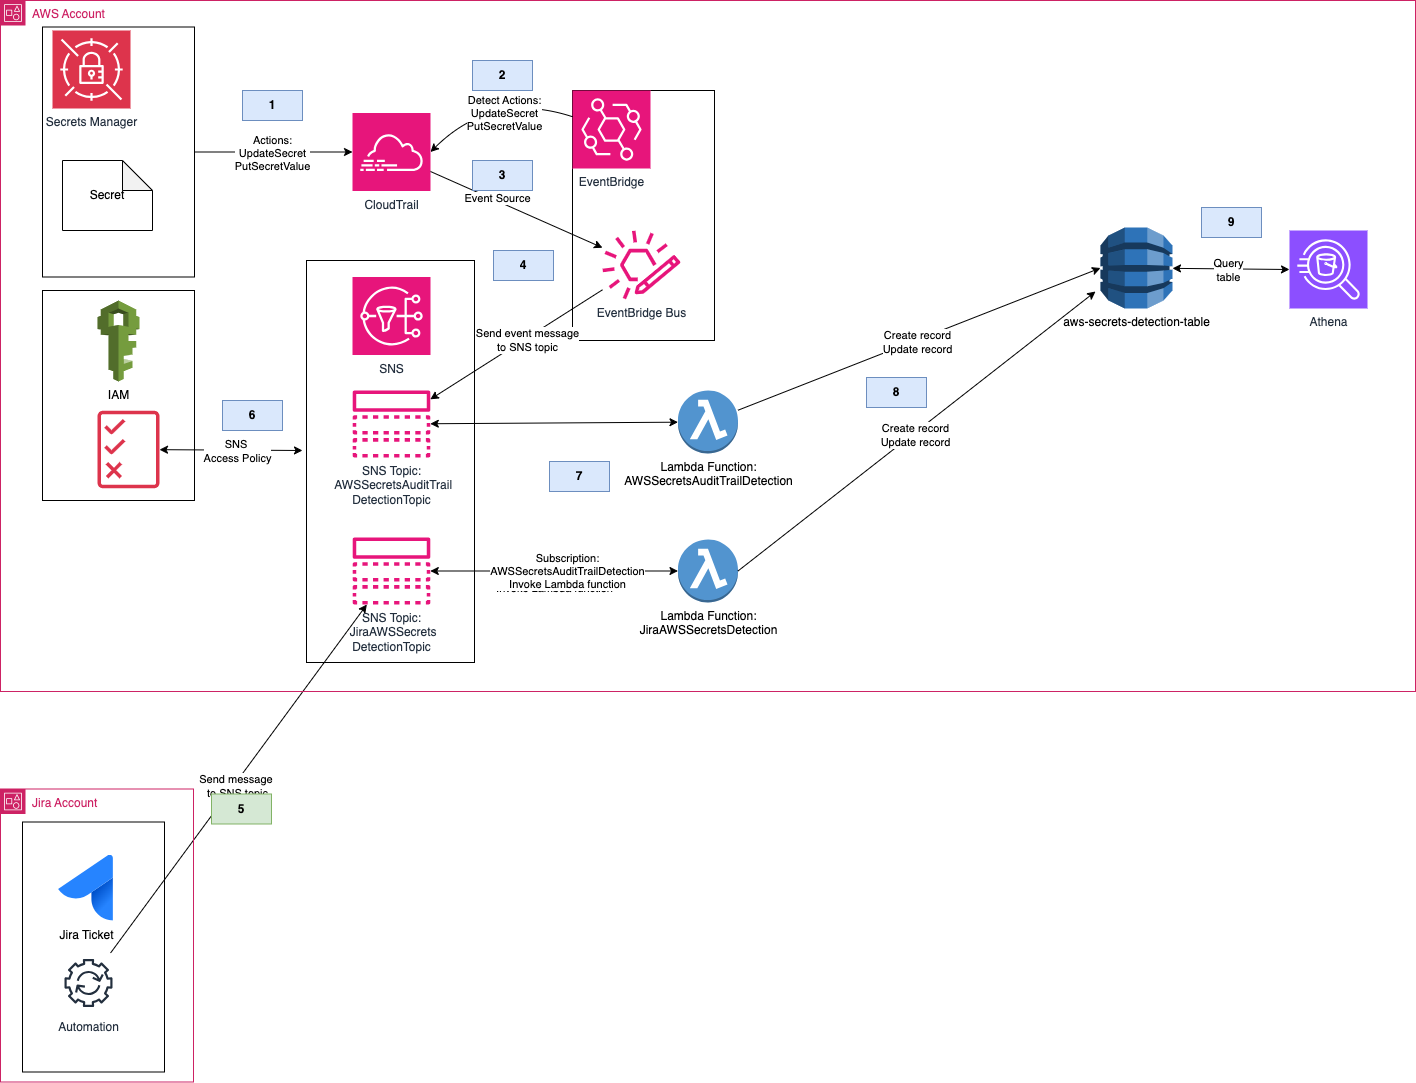 AWS Account
Secrets Manager
Secret
1
Actions:
UpdateSecret
PutSecretValue
CloudTrail
2
Detect Actions:
UpdateSecret
PutSecretValue
3
Event Source
EventBridge
EventBridge Bus
4
Send event message
to SNS topic
SNS
IAM
6
SNS
Access Policy
SNS Topic:
AWSSecretsAuditTrail
DetectionTopic
7
Lambda Function:
AWSSecretsAuditTrailDetection
SNS Topic:
JiraAWSSecrets
DetectionTopic
Subscription:
AWSSecretsAuditTrailDetection
Invoke Lambda function
Invoke Lambda function
Lambda Function:
JiraAWSSecretsDetection
Create record
Update record
8
Create record
Update record
aws-secrets-detection-table
9
Query
table
Athena
Send message
to SNS topic
5
Jira Account
Jira Ticket
Automation